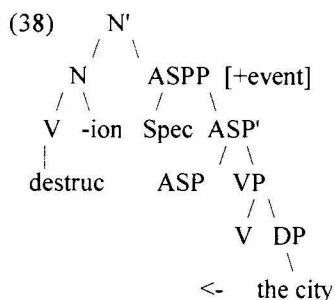 (38) N'
N ASPP [+event]
V -ion Spec ASP'
destruc ASP VP
V DP
<- the city